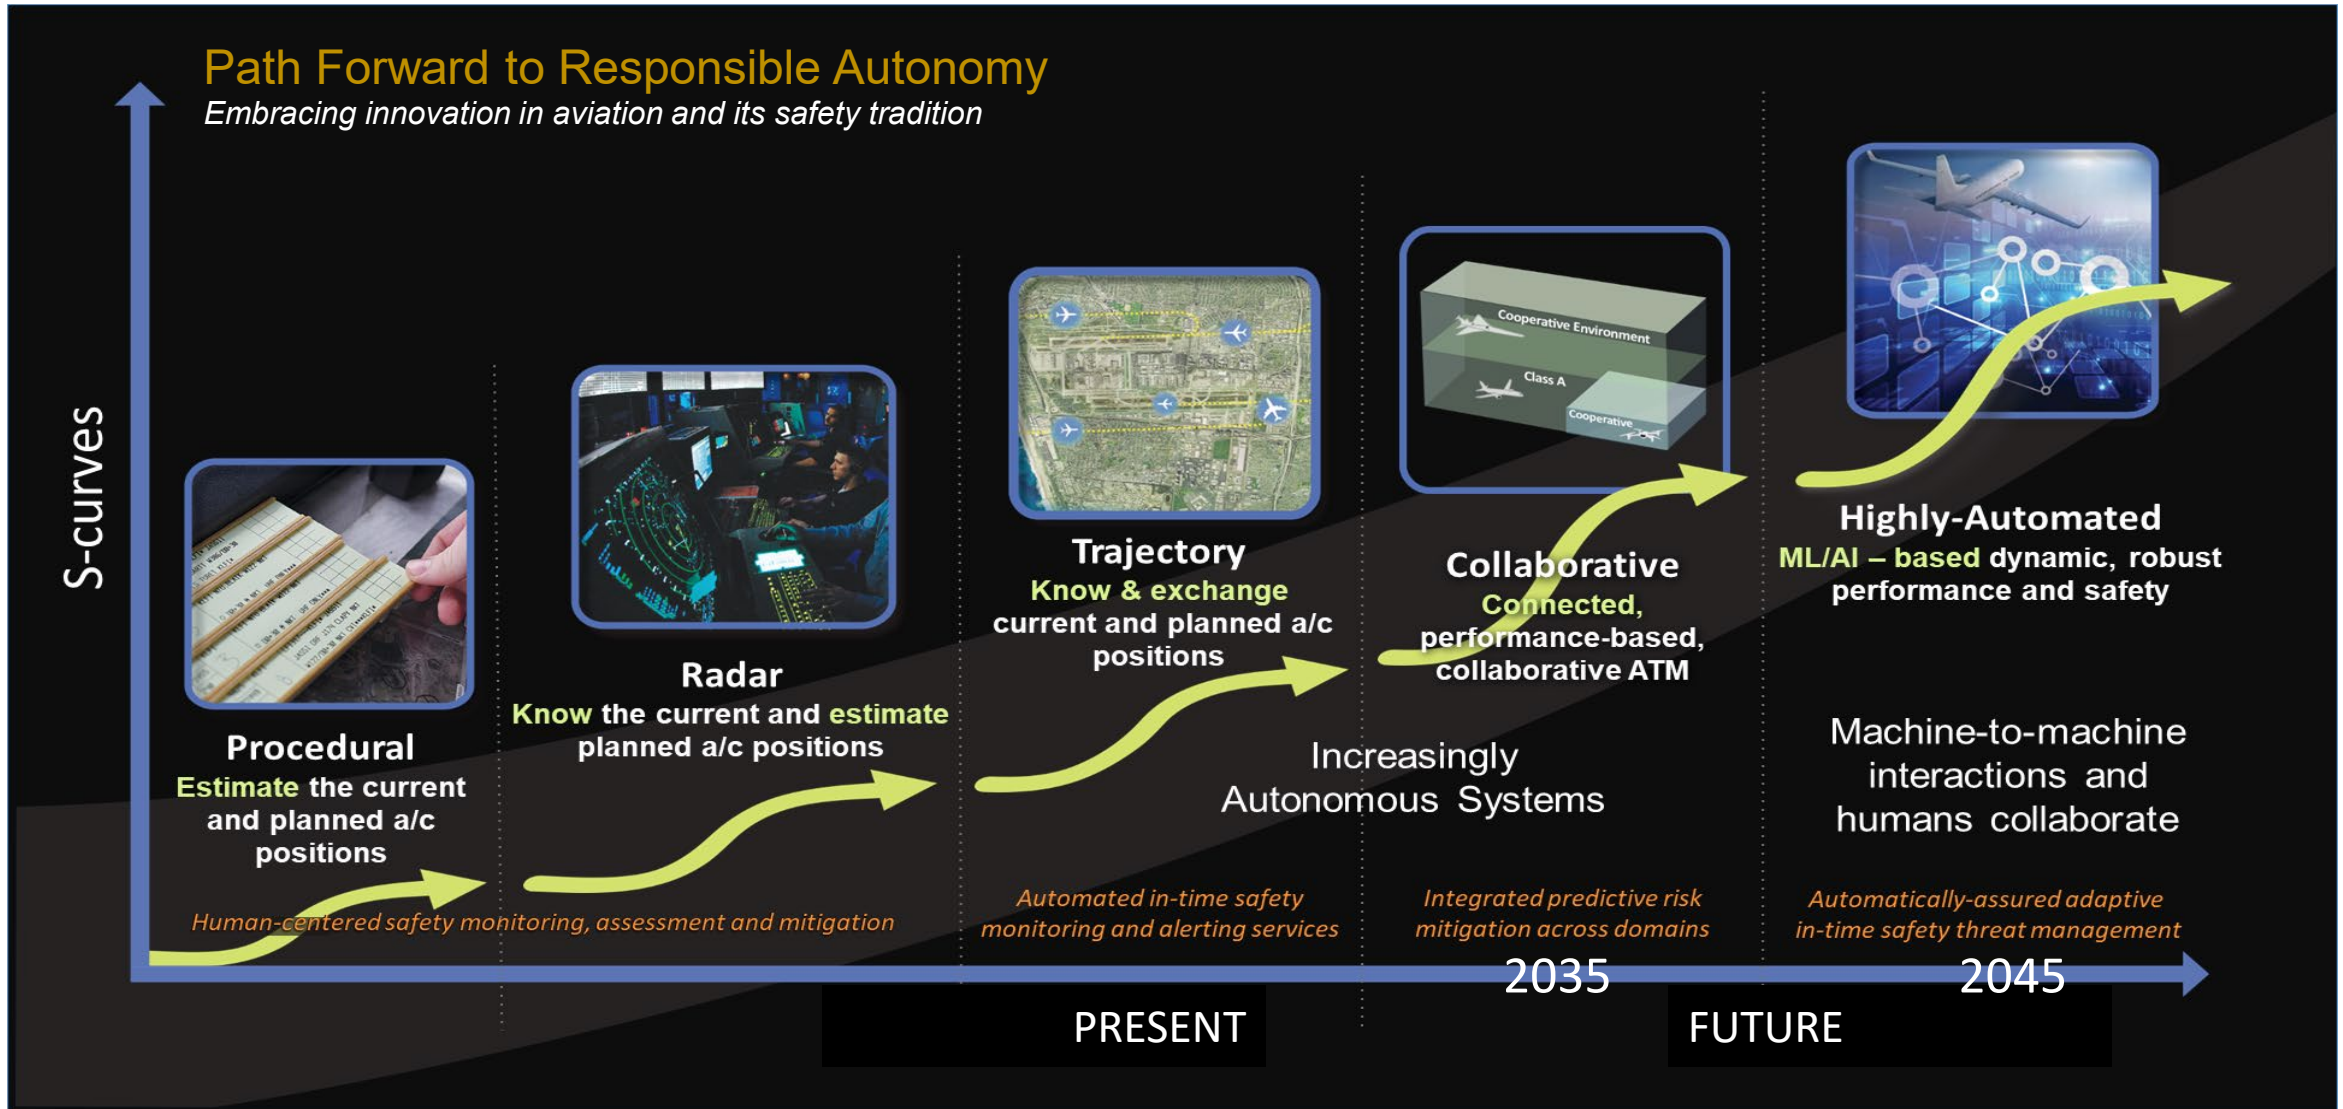 Path Forward to Responsible Autonomy
Embracing innovation in aviation and its safety tradition
S-curves
Procedural
Estimate the current
and planned a/c
positions
Radar
Know the current and estimate
planned a/c positions
Human-centered safety monitoring, assessment and mitigation
Trajectory
Know & exchange
current and planned a/c
positions
Automated in-time safety
monitoring and alerting services
Cooperative Environment
Class A
Cooperative
Collaborative
Connected,
performance-based,
collaborative ATM
Increasingly
Autonomous Systems
Integrated predictive risk
mitigation across domains
Highly-Automated
ML/AI – based dynamic, robust
performance and safety
Machine-to-machine
interactions and
humans collaborate
Automatically-assured adaptive
in-time safety threat management
2035
2045
PRESENT
FUTURE